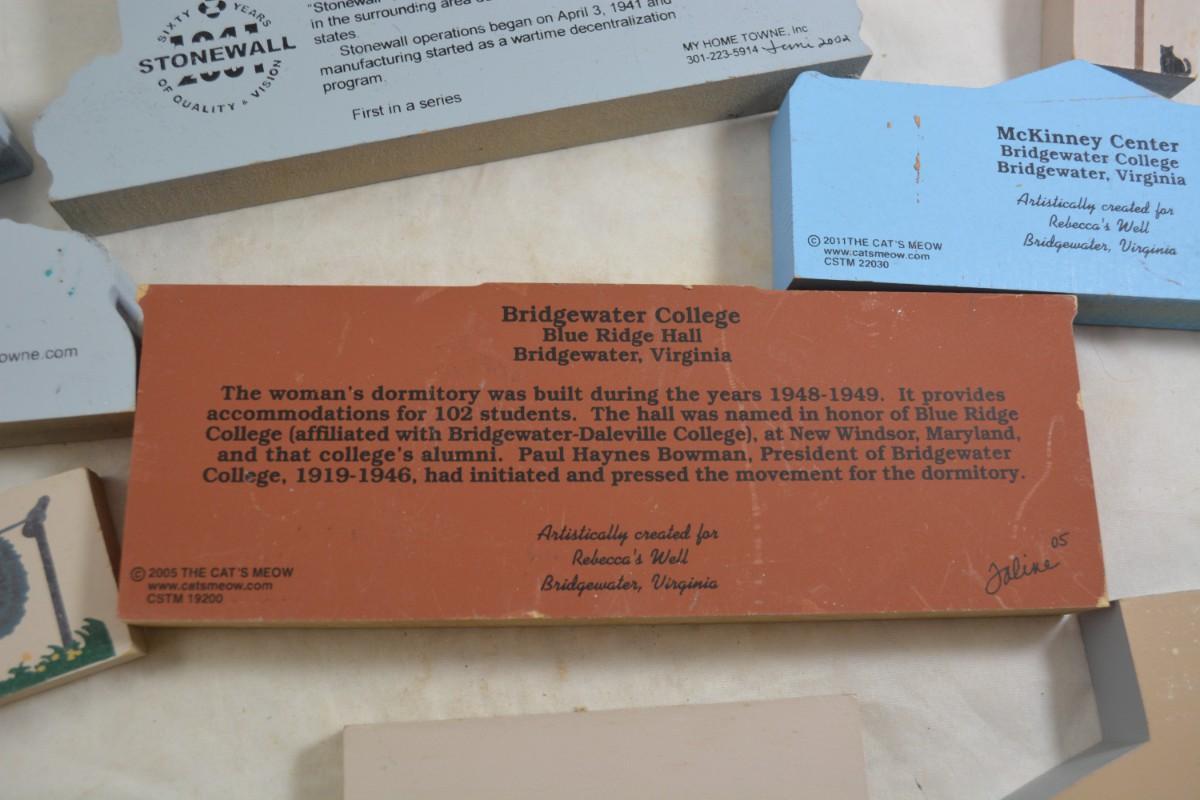 SIXTY YEARS
1941
STONEWALL
2001
OF QUALITY & VISION
"Stonewall
in the surrounding area
states.
Stonewall operations began on April 3, 1941 and
manufacturing started as a wartime decentralization
program.
First in a series
MY HOME TOWNE, Inc
301-223-5914
2002
McKinney Center
Bridgewater College
Bridgewater, Virginia
Artistically created for
Rebecca's Well
Bridgewater, Virginia
© 2011THE CAT'S MEOW
www.catsmeow.com
CSTM 22030
owne.com
Bridgewater College
Blue Ridge Hall
Bridgewater, Virginia
The woman's dormitory was built during the years 1948-1949. It provides
accommodations for 102 students. The hall was named in honor of Blue Ridge
College (affiliated with Bridgewater-Daleville College), at New Windsor, Maryland,
and that college's alumni. Paul Haynes Bowman, President of Bridgewater
College, 1919-1946, had initiated and pressed the movement for the dormitory.
Artistically created for
Rebecca's Well
Bridgewater, Virginia
© 2005 THE CAT'S MEOW
www.catsmeow.com
CSTM 19200
Faline 05